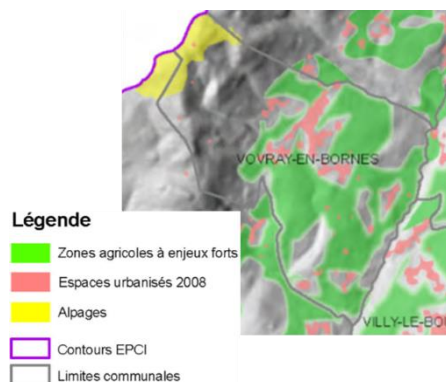 VOVRAY-EN-BORNES
Légende
Zones agricoles à enjeux forts
Espaces urbanisés 2008
Alpages
Contours EPCI
Limites communales
VILLY-LE-BO